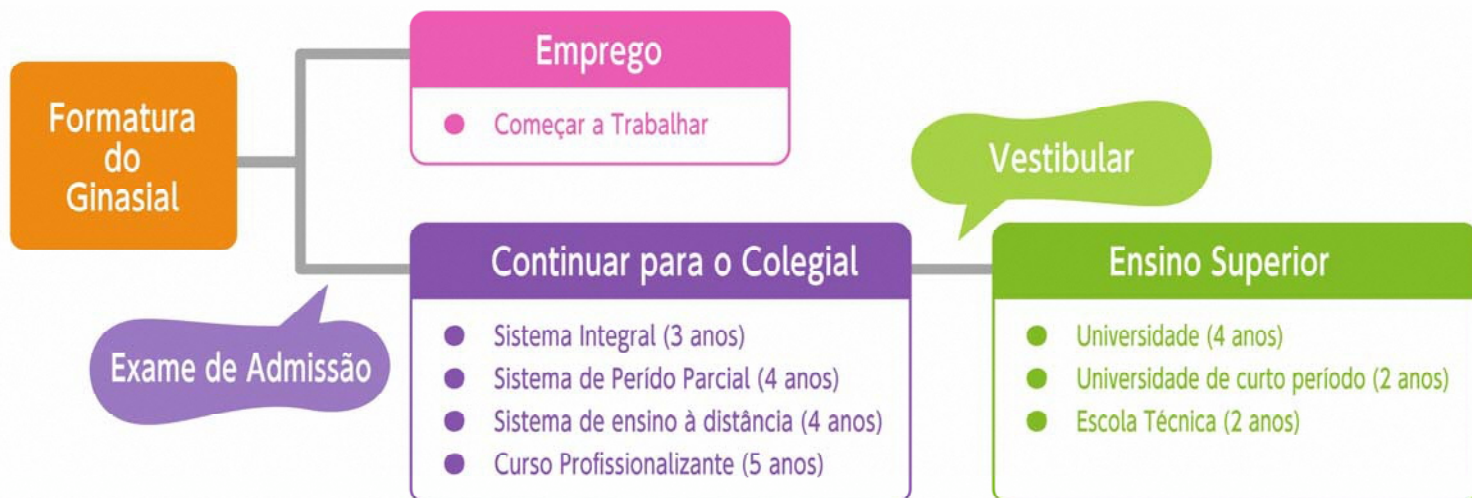 Formatura
do
Ginasial
Emprego
Começar a Trabalhar
Exame de Admissão
Continuar para o Colegial
Sistema Integral (3 anos)
Sistema de Perído Parcial (4 anos)
Sistema de ensino à distância (4 anos)
Curso Profissionalizante (5 anos)
Vestibular
Ensino Superior
Universidade (4 anos)
Universidade de curto período (2 anos)
Escola Técnica (2 anos)